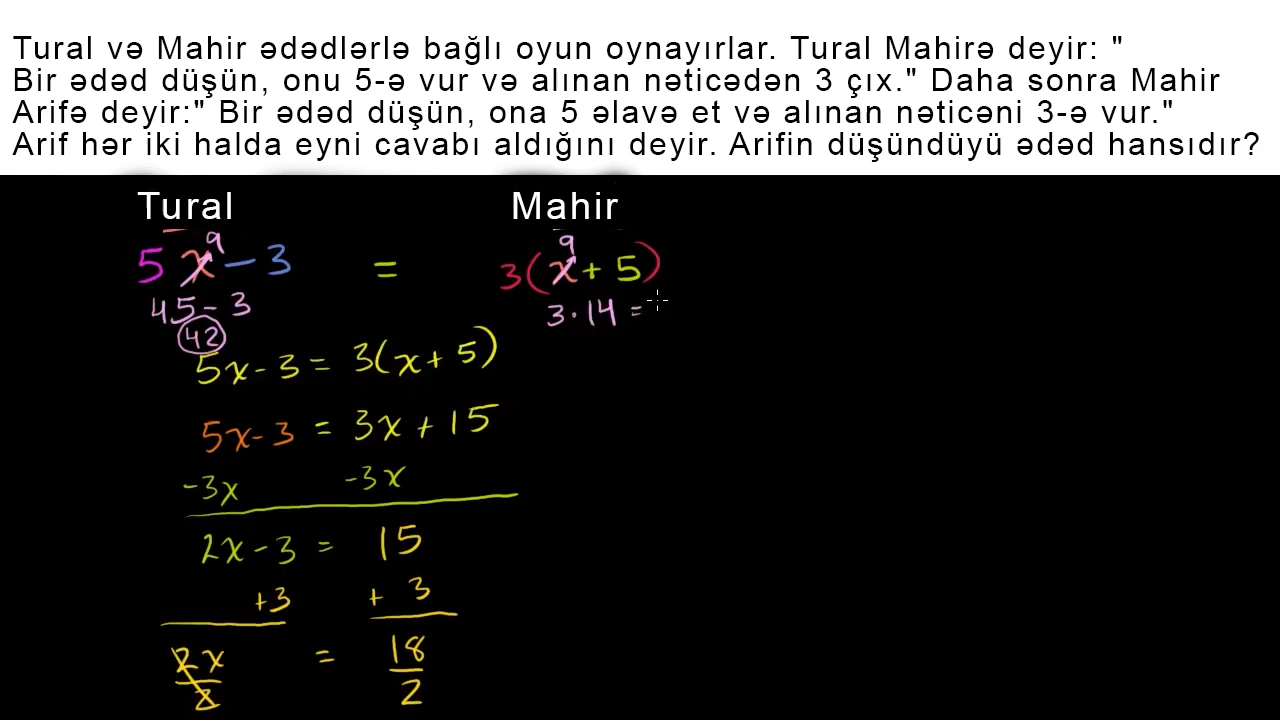 Tural və Mahir ədədlərlə bağlı oyun oynayırlar. Tural Mahirə deyir: "
Bir ədəd düşün, onu 5-ə vur və alınan nəticədən 3 çıx." Daha sonra Mahir
Arifə deyir:" Bir ədəd düşün, ona 5 əlavə et və alınan nəticəni 3-ə vur."
Arif hər iki halda eyni cavabı aldığını deyir. Arifin düşündüyü ədəd hansıdır?
Tural Mahir
9 9
5x - 3 = 3(x + 5)
45 - 3 3·14 =
42
5x - 3 = 3(x + 5)
5x - 3 = 3x + 15
-3x -3x
2x - 3 = 15
+3 + 3
2x = 18
2 2